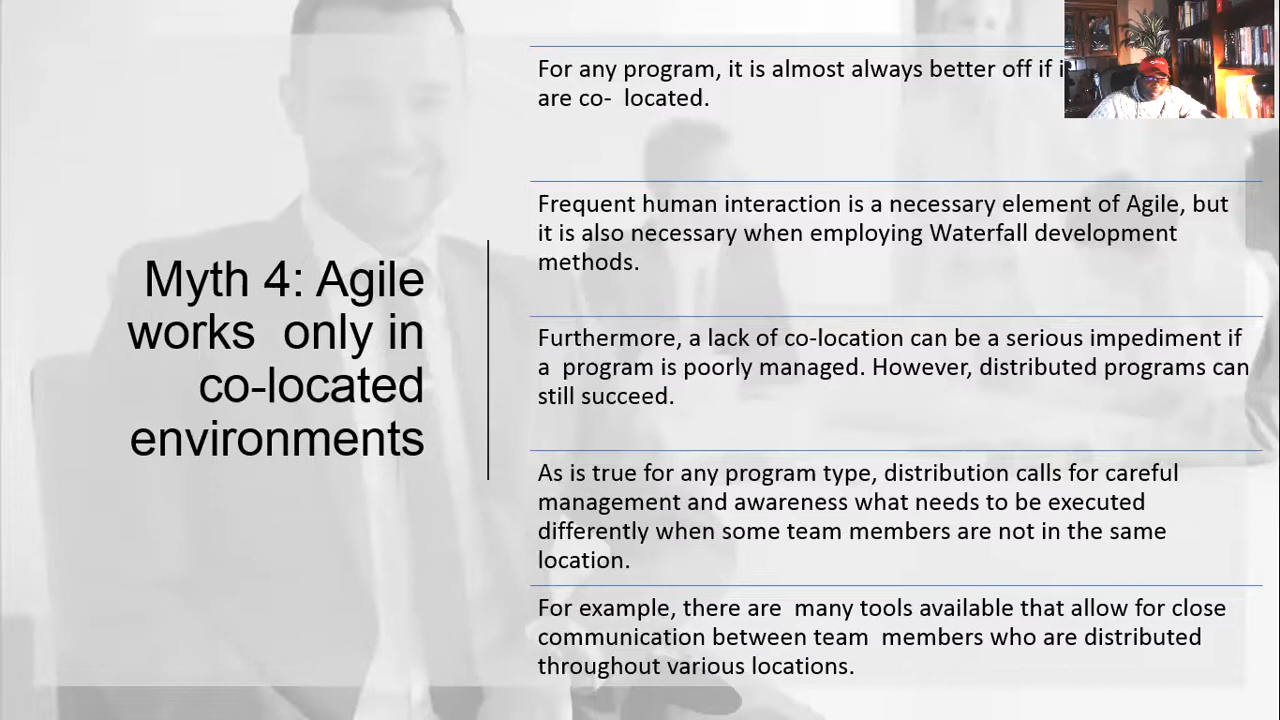 Myth 4: Agile
works  only in
co-located
environments
For any program, it is almost always better off if
are co-  located.
Frequent human interaction is a necessary element of Agile, but
it is also necessary when employing Waterfall development
methods.
Furthermore, a lack of co-location can be a serious impediment if
a  program is poorly managed. However, distributed programs can
still succeed.
As is true for any program type, distribution calls for careful
management and awareness what needs to be executed
differently when some team members are not in the same
location.
For example, there are  many tools available that allow for close
communication between team  members who are distributed
throughout various locations.